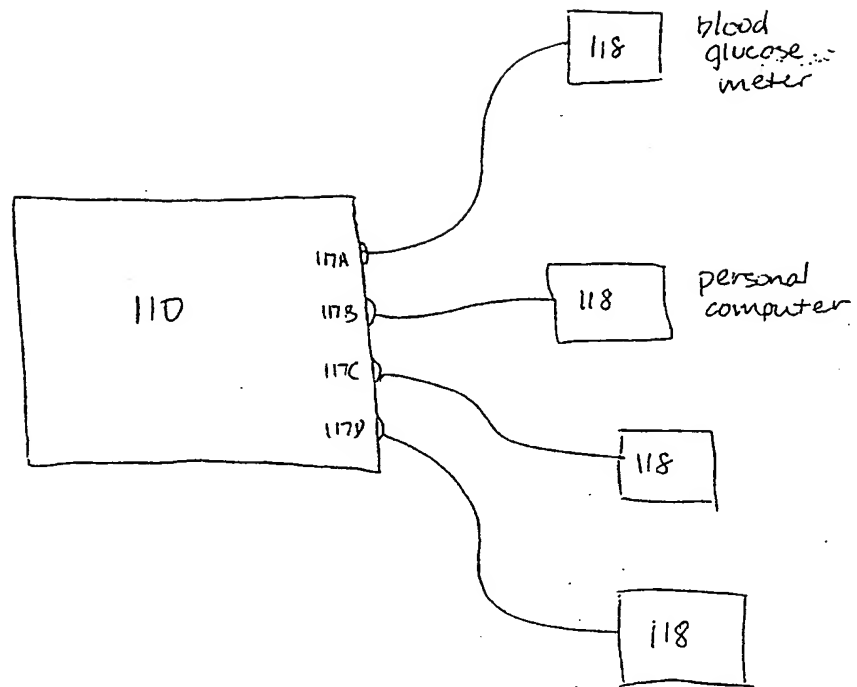 118
blood
glucose
meter
117A
110
117B
118
personal
computer
117C
117D
118
118